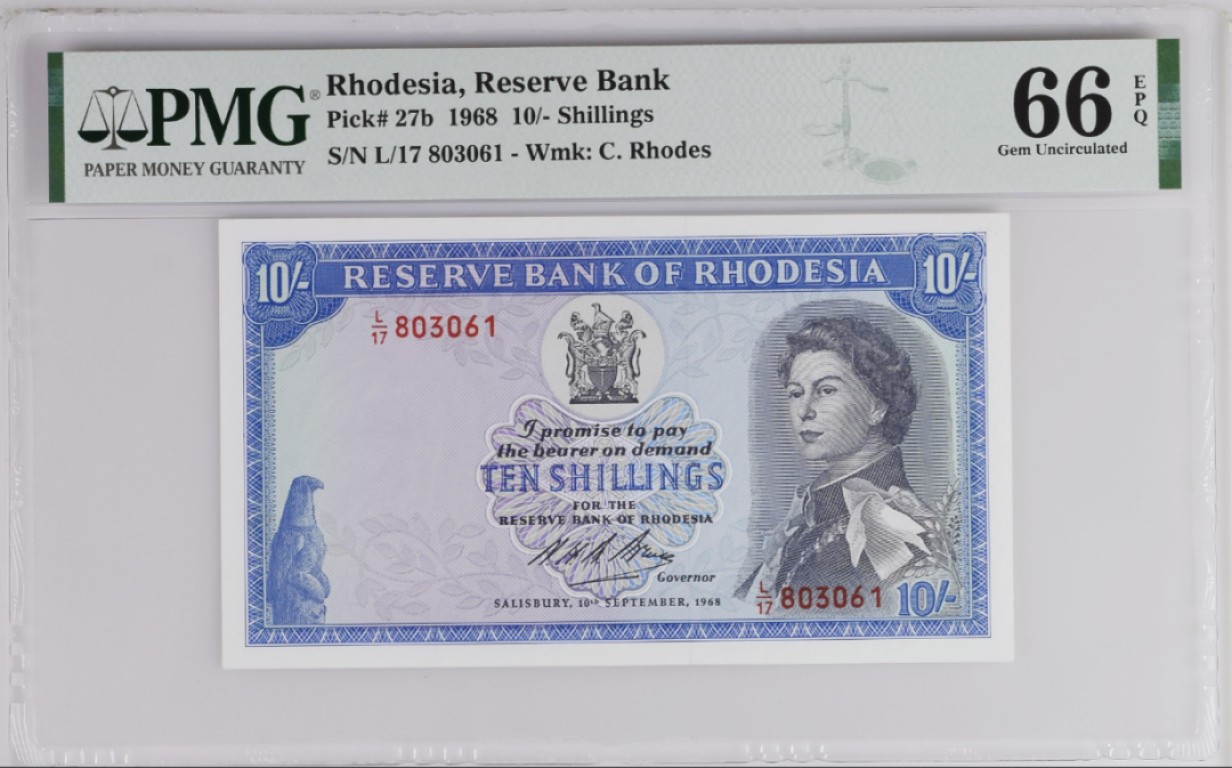 PMG®
PAPER MONEY GUARANTY
Rhodesia, Reserve Bank
Pick# 27b 1968 10/- Shillings
S/N L/17 803061 - Wmk: C. Rhodes
66 EPQ
Gem Uncirculated
10/- RESERVE BANK OF RHODESIA 10/-
L/17 803061
I promise to pay
the bearer on demand
TEN SHILLINGS
FOR THE
RESERVE BANK OF RHODESIA
Governor
SALISBURY, 10th SEPTEMBER, 1968
L/17 803061 10/-